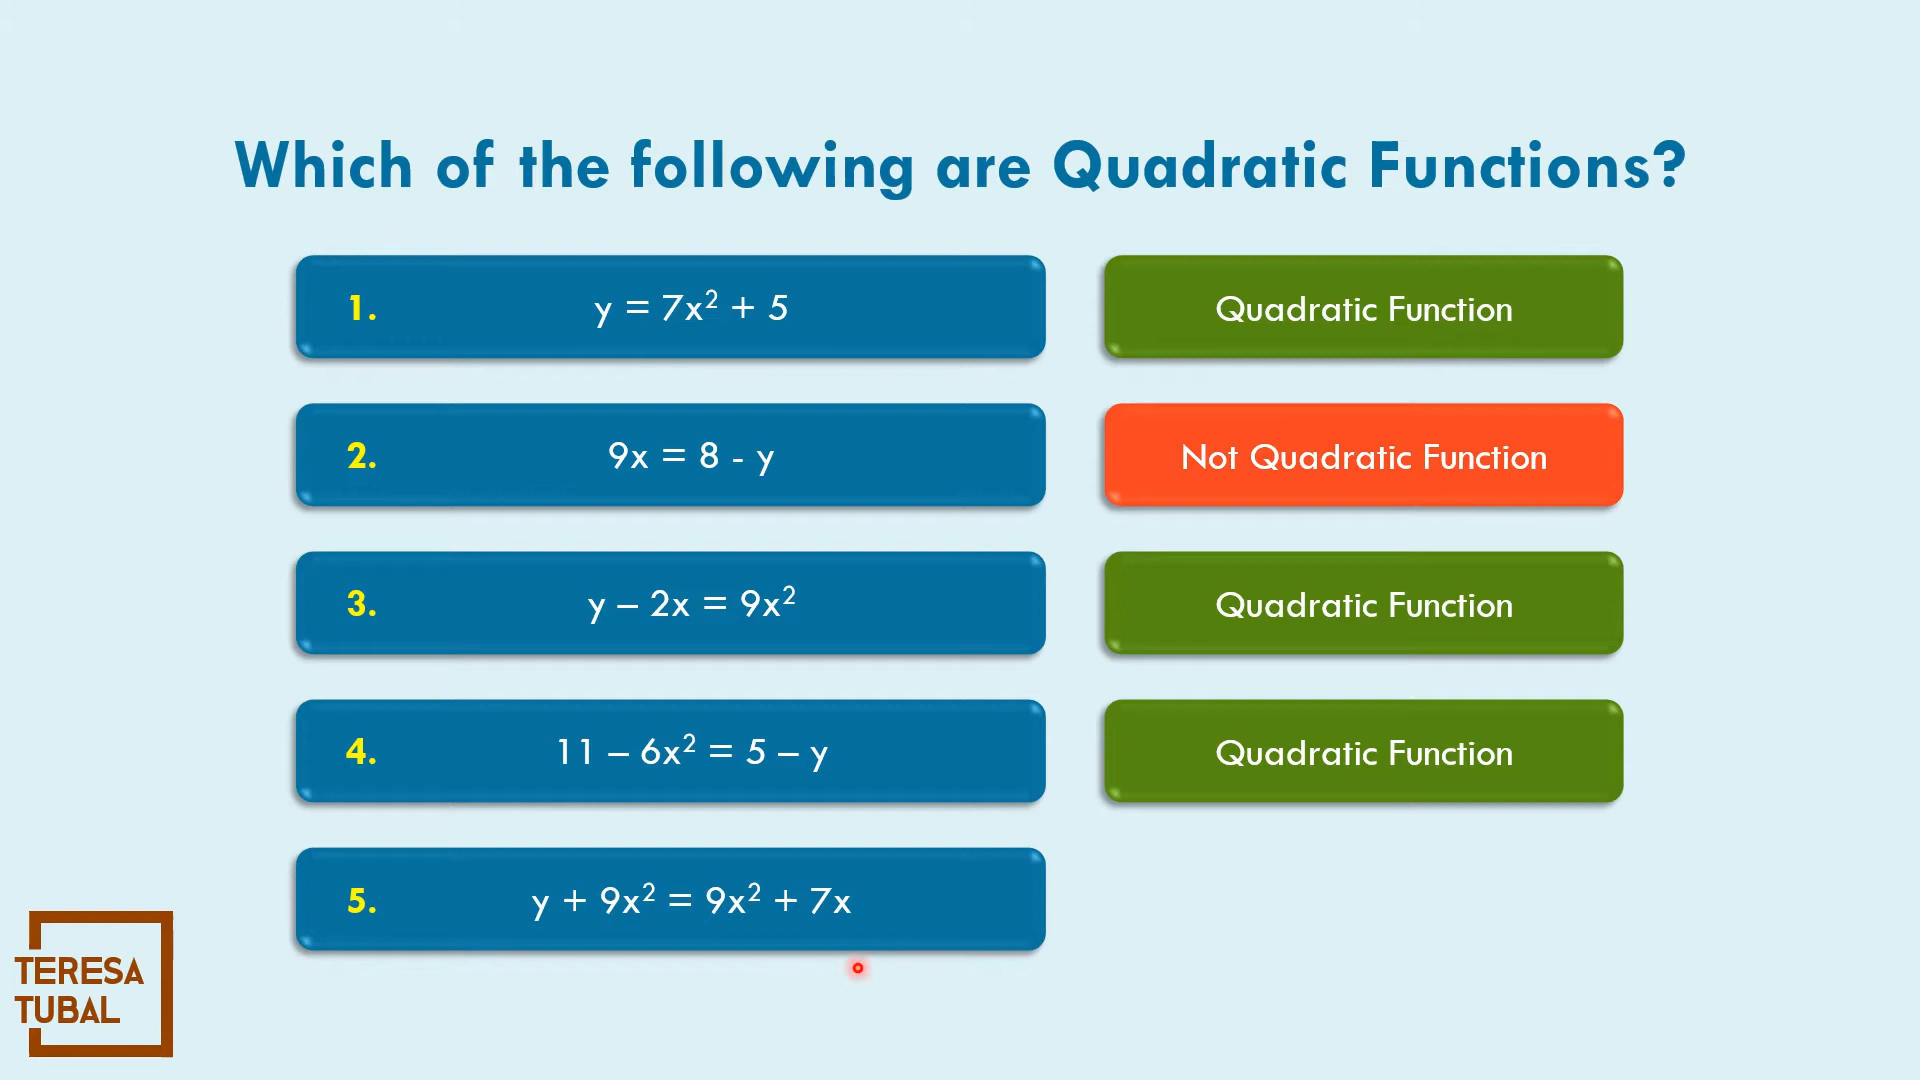 Which of the following are Quadratic Functions?
1. y = 7x² + 5 Quadratic Function
2. 9x = 8 - y Not Quadratic Function
3. y – 2x = 9x² Quadratic Function
4. 11 – 6x² = 5 – y Quadratic Function
5. y + 9x² = 9x² + 7x
TERESA
TUBAL